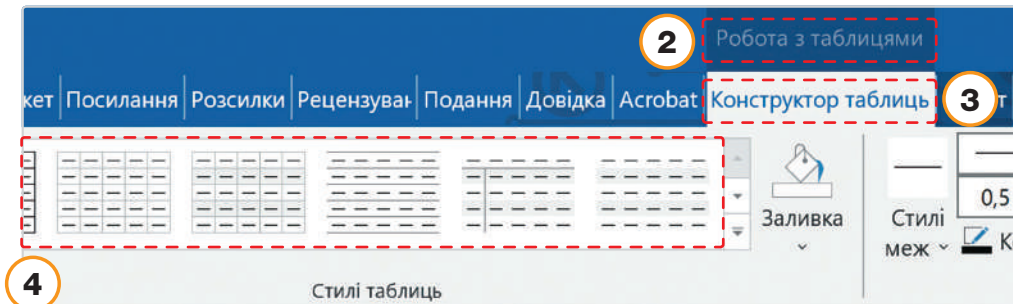 2 Робота з таблицями
Посилання Розсилки Рецензуван Подання Довідка Acrobat Конструктор таблиць 3
Заливка
0,5
Стилі
меж
4
Стилі таблиць